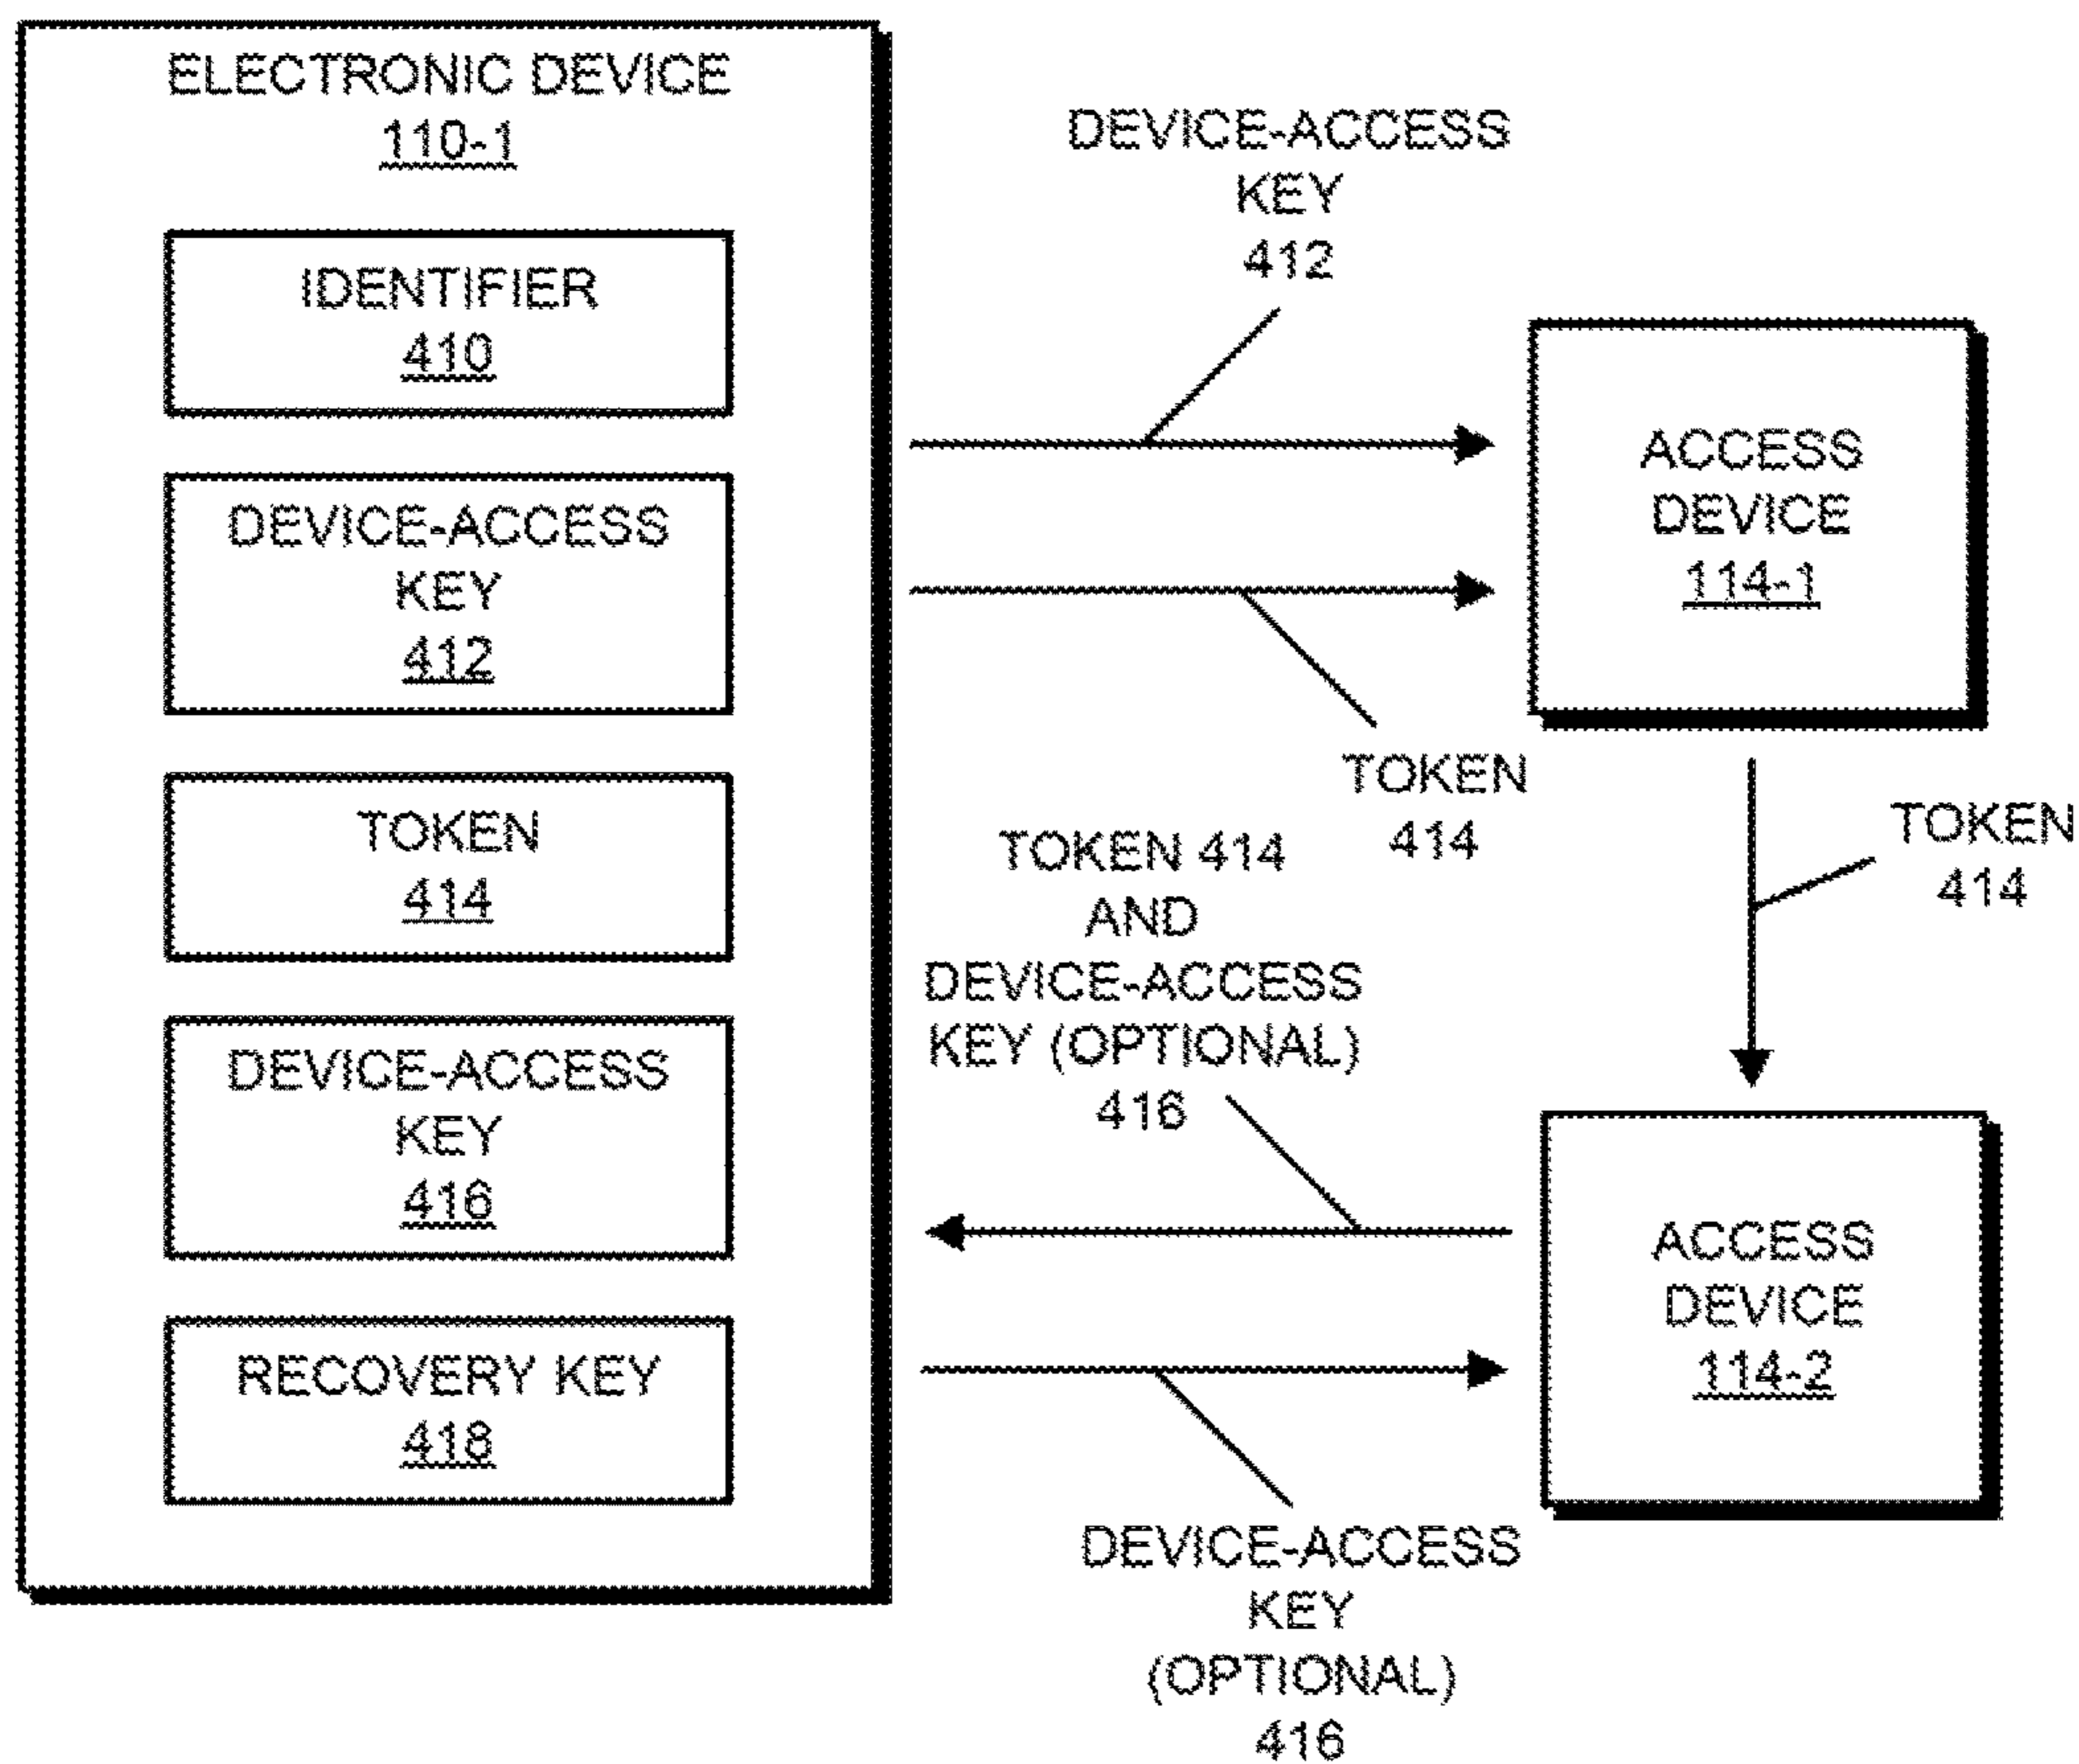 ELECTRONIC DEVICE
110-1
IDENTIFIER
410
DEVICE-ACCESS
KEY
412
TOKEN
414
DEVICE-ACCESS
KEY
416
RECOVERY KEY
418
DEVICE-ACCESS
KEY
412
TOKEN
414
ACCESS
DEVICE
114-1
TOKEN
414
TOKEN 414
AND
DEVICE-ACCESS
KEY (OPTIONAL)
416
ACCESS
DEVICE
114-2
DEVICE-ACCESS
KEY
(OPTIONAL)
416